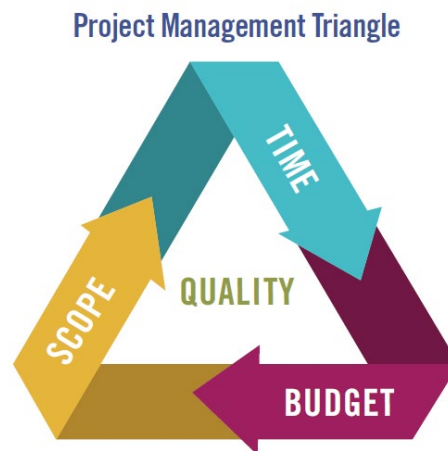 Project Management Triangle
TIME
SCOPE
QUALITY
BUDGET